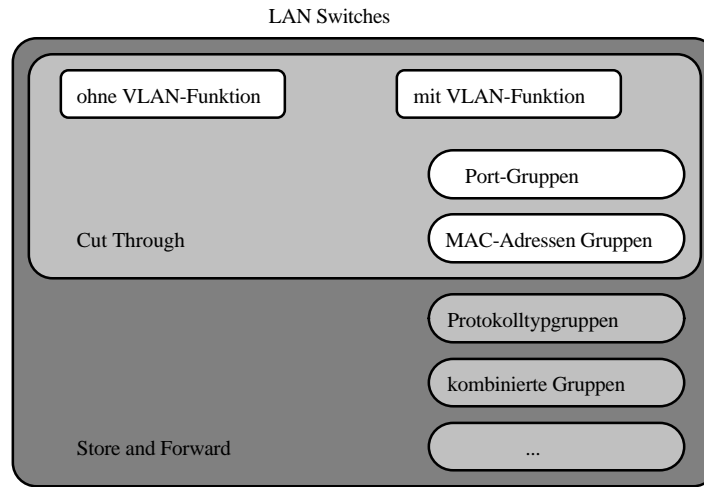 LAN Switches
ohne VLAN-Funktion
mit VLAN-Funktion
Port-Gruppen
Cut Through
MAC-Adressen Gruppen
Protokolltypgruppen
kombinierte Gruppen
Store and Forward
...